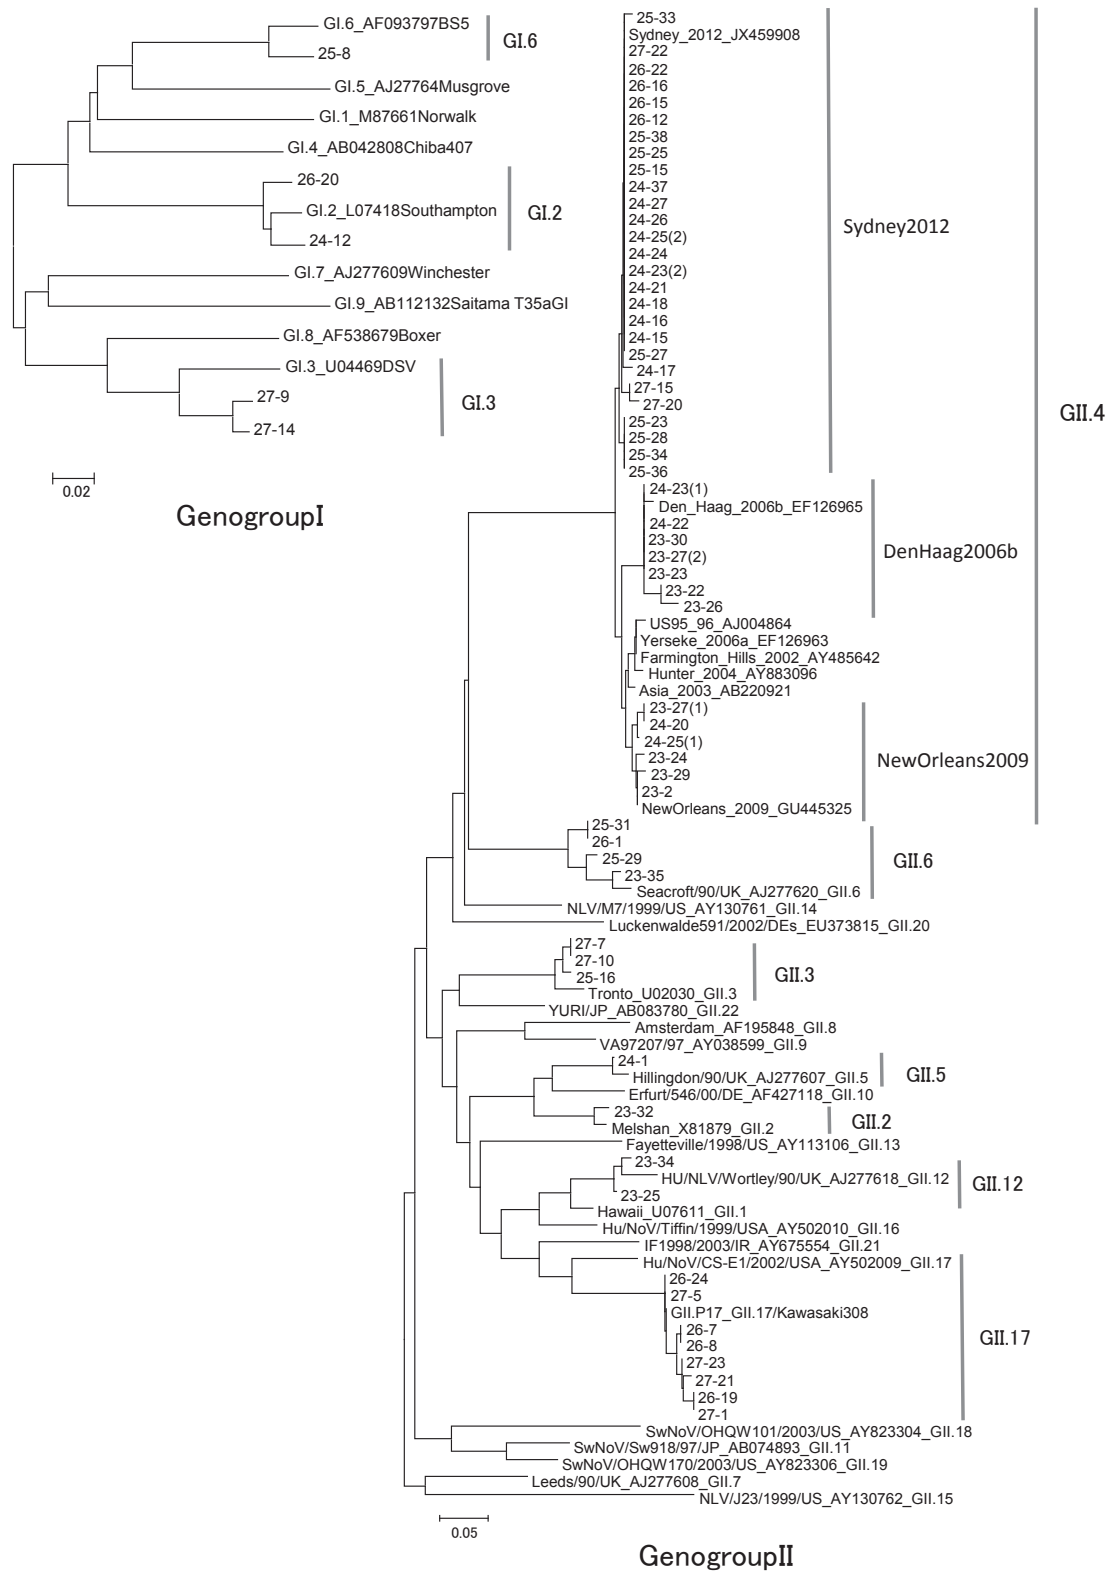 GI.6_AF093797BS5
25-8
GI.6
GI.5_AJ27764Musgrove
GI.1_M87661Norwalk
GI.4_AB042808Chiba407
26-20
GI.2_L07418Southampton
24-12
GI.2
GI.7_AJ277609Winchester
GI.9_AB112132Saitama T35aGI
GI.8_AF538679Boxer
GI.3_U04469DSV
27-9
27-14
GI.3
0.02
GenogroupI
25-33
Sydney_2012_JX459908
27-22
26-22
26-16
26-15
26-12
25-38
25-25
25-15
24-37
24-27
24-26
24-25(2)
24-24
24-23(2)
24-21
24-18
24-16
24-15
25-27
24-17
27-15
27-20
25-23
25-28
25-34
25-36
Sydney2012
24-23(1)
Den_Haag_2006b_EF126965
24-22
23-30
23-27(2)
23-23
23-22
23-26
DenHaag2006b
US95_96_AJ004864
Yerseke_2006a_EF126963
Farmington_Hills_2002_AY485642
Hunter_2004_AY883096
Asia_2003_AB220921
23-27(1)
24-20
24-25(1)
23-24
23-29
23-2
NewOrleans_2009_GU445325
NewOrleans2009
GII.4
25-31
26-1
25-29
23-35
Seacroft/90/UK_AJ277620_GII.6
GII.6
NLV/M7/1999/US_AY130761_GII.14
Luckenwalde591/2002/DEs_EU373815_GII.20
27-7
27-10
25-16
Tronto_U02030_GII.3
GII.3
YURI/JP_AB083780_GII.22
Amsterdam_AF195848_GII.8
VA97207/97_AY038599_GII.9
24-1
Hillingdon/90/UK_AJ277607_GII.5
GII.5
Erfurt/546/00/DE_AF427118_GII.10
23-32
Melshan_X81879_GII.2
GII.2
Fayetteville/1998/US_AY113106_GII.13
23-34
HU/NLV/Wortley/90/UK_AJ277618_GII.12
23-25
GII.12
Hawaii_U07611_GII.1
Hu/NoV/Tiffin/1999/USA_AY502010_GII.16
IF1998/2003/IR_AY675554_GII.21
Hu/NoV/CS-E1/2002/USA_AY502009_GII.17
26-24
27-5
GII.P17_GII.17/Kawasaki308
26-7
26-8
27-23
27-21
26-19
27-1
GII.17
SwNoV/OHQW101/2003/US_AY823304_GII.18
SwNoV/Sw918/97/JP_AB074893_GII.11
SwNoV/OHQW170/2003/US_AY823306_GII.19
Leeds/90/UK_AJ277608_GII.7
NLV/J23/1999/US_AY130762_GII.15
0.05
GenogroupII